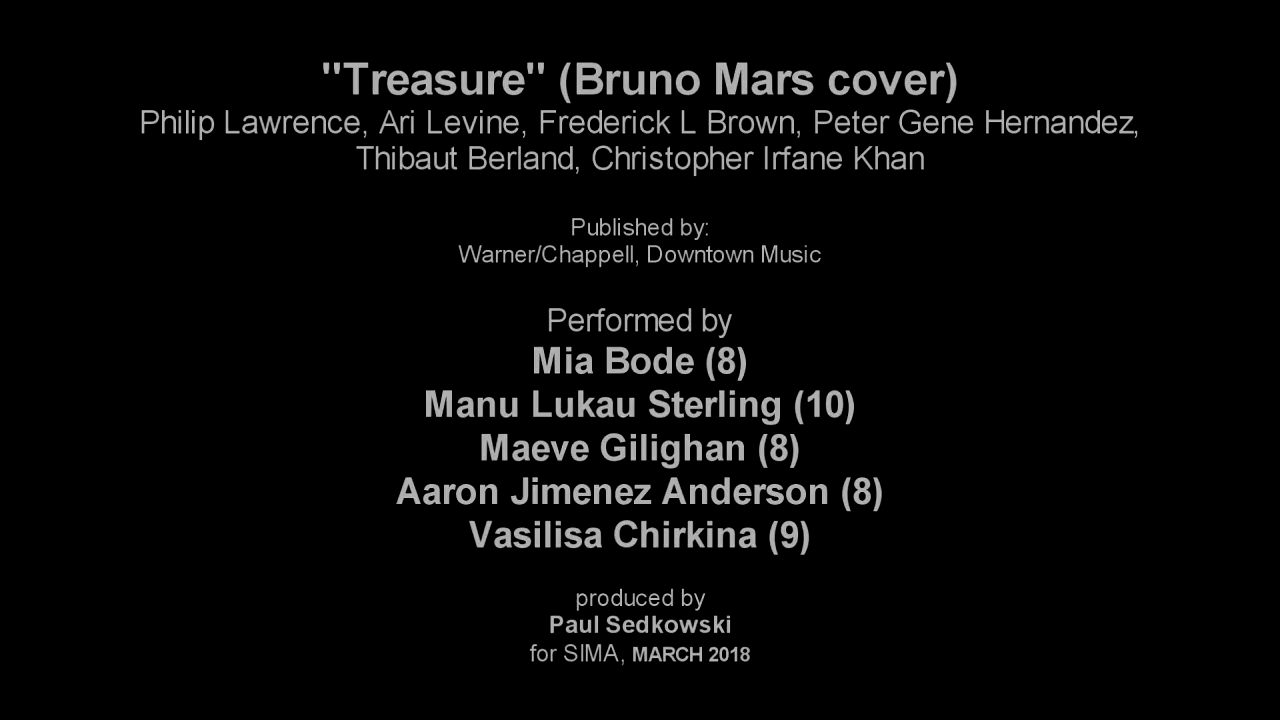 "Treasure" (Bruno Mars cover)
Philip Lawrence, Ari Levine, Frederick L Brown, Peter Gene Hernandez,
Thibaut Berland, Christopher Irfane Khan
Published by:
Warner/Chappell, Downtown Music
Performed by
Mia Bode (8)
Manu Lukau Sterling (10)
Maeve Gilighan (8)
Aaron Jimenez Anderson (8)
Vasilisa Chirkina (9)
produced by
Paul Sedkowski
for SIMA, MARCH 2018